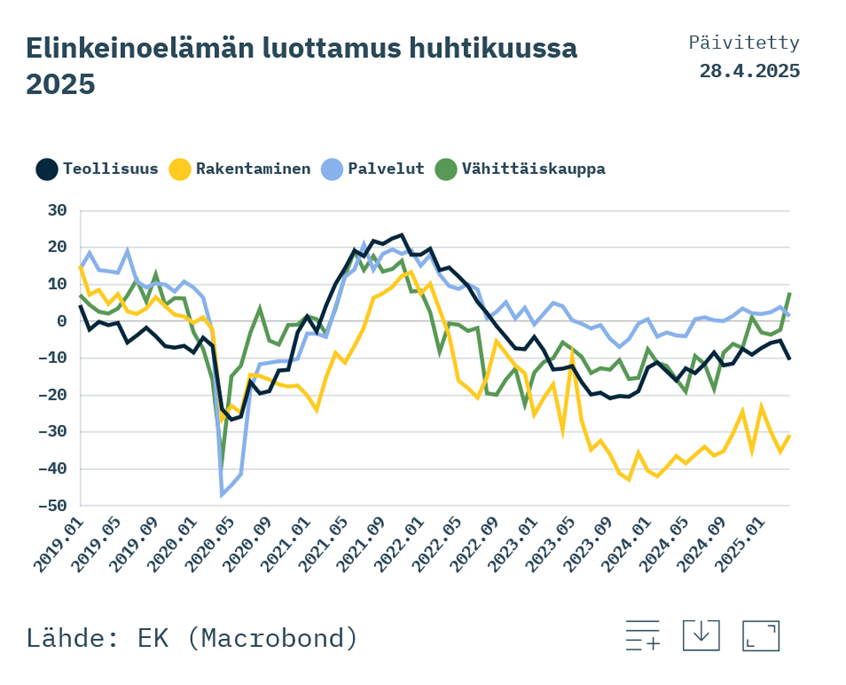 Elinkeinoelämän luottamus huhtikuussa
2025
Päivitetty
28.4.2025
Teollisuus Rakentaminen Palvelut Vähittäiskauppa
30
20
10
0
−10
−20
−30
−40
−50
2019.01 2019.05 2019.09 2020.01 2020.05 2020.09 2021.01 2021.05 2021.09 2022.01 2022.05 2022.09 2023.01 2023.05 2023.09 2024.01 2024.05 2024.09 2025.01
Lähde: EK (Macrobond)